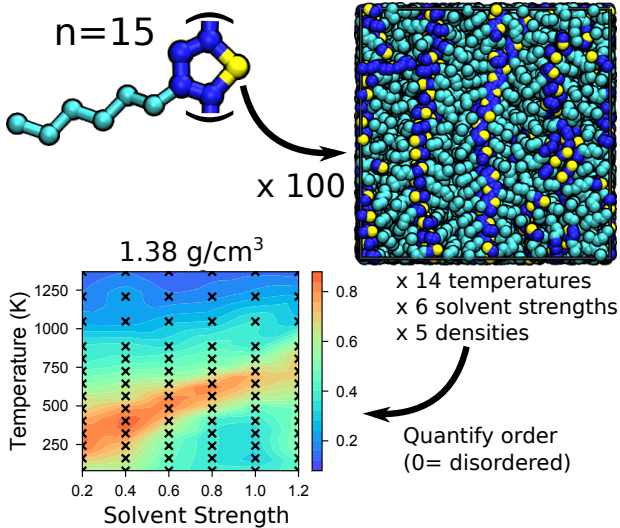 n=15
x 100
x 14 temperatures
x 6 solvent strengths
x 5 densities
Quantify order
(0= disordered)
1.38 g/cm³
Temperature (K)
1250
1000
750
500
250
0.2 0.4 0.6 0.8 1.0 1.2
Solvent Strength
0.8
0.6
0.4
0.2